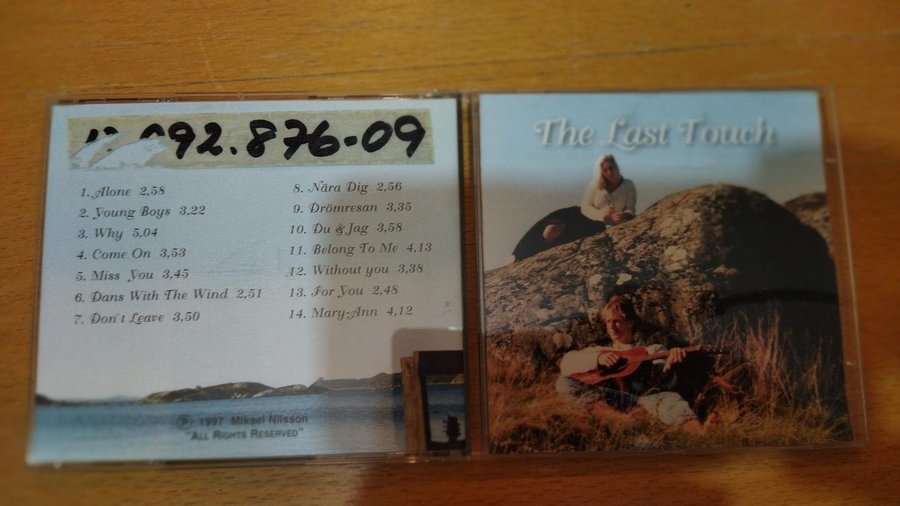 92.876-09
1. Alone 2,58
2. Young Boys 3,22
3. Why 5,04
4. Come On 3,53
5. Miss You 3,45
6. Dans With The Wind 2,51
7. Don't Leave 3,50
8. Nära Dig 2,56
9. Drömresan 3,35
10. Du & Jag 3,58
11. Belong To Me 4,13
12. Without you 3,38
13. For You 2,48
14. Mary-Ann 4,12
℗ 1997 Mikael Nilsson
"All Rights Reserved"
The Last Touch